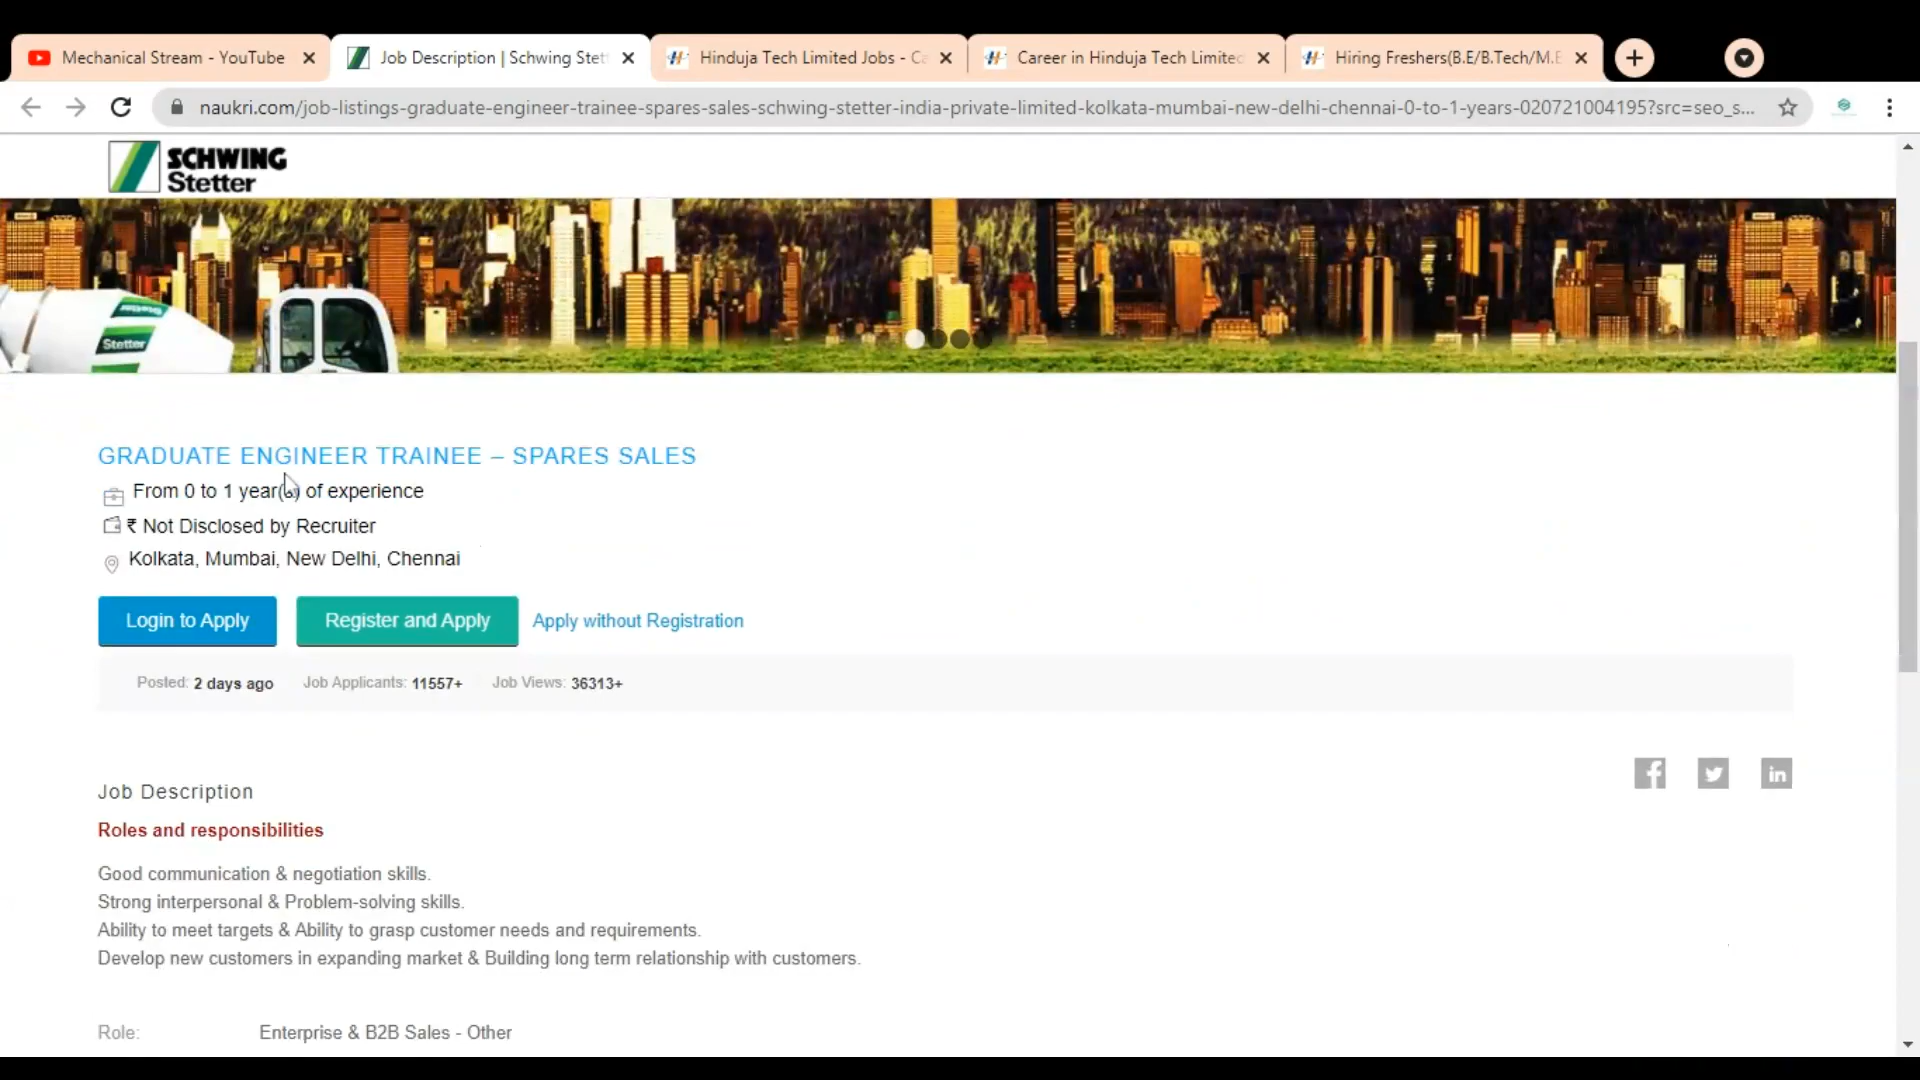 Mechanical Stream - YouTube
Job Description | Schwing Stet
Hinduja Tech Limited Jobs - Ca
Career in Hinduja Tech Limited
Hiring Freshers(B.E/B.Tech/M.E
naukri.com/job-listings-graduate-engineer-trainee-spares-sales-schwing-stetter-india-private-limited-kolkata-mumbai-new-delhi-chennai-0-to-1-years-020721004195?src=seo_s...
SCHWING
Stetter
Stetter
GRADUATE ENGINEER TRAINEE – SPARES SALES
From 0 to 1 year(s) of experience
₹ Not Disclosed by Recruiter
Kolkata, Mumbai, New Delhi, Chennai
Login to Apply Register and Apply Apply without Registration
Posted: 2 days ago Job Applicants: 11557+ Job Views: 36313+
Job Description
Roles and responsibilities
Good communication & negotiation skills.
Strong interpersonal & Problem-solving skills.
Ability to meet targets & Ability to grasp customer needs and requirements.
Develop new customers in expanding market & Building long term relationship with customers.
Role: Enterprise & B2B Sales - Other